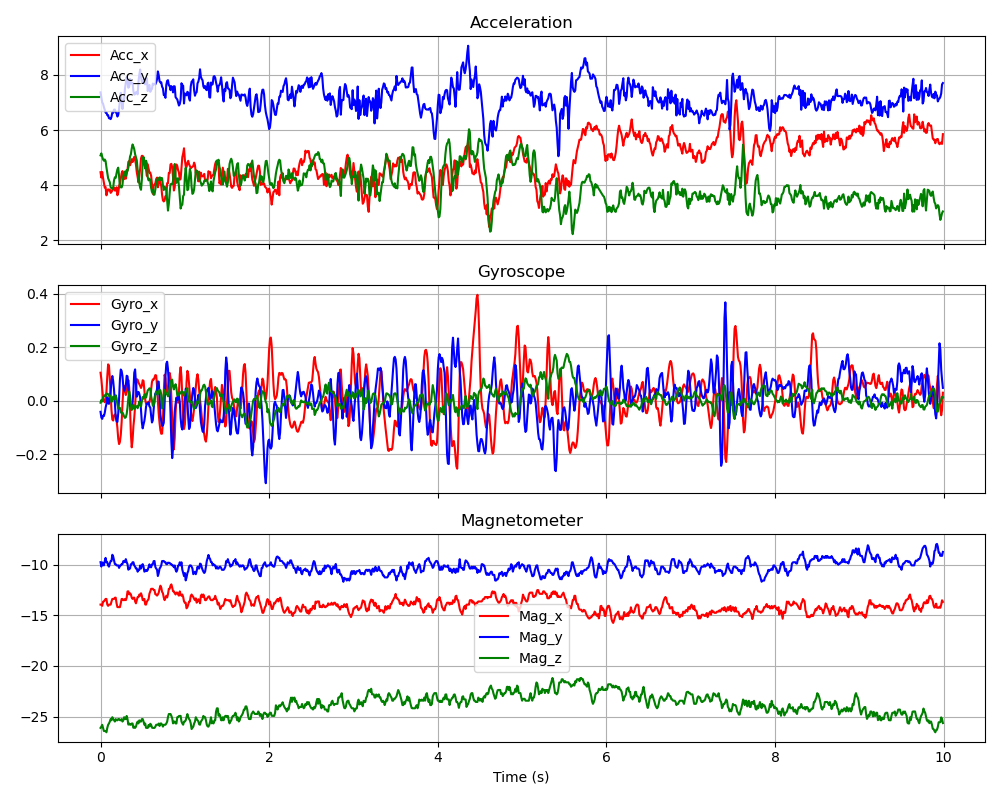 Acceleration
Acc_x
Acc_y
Acc_z
8
6
4
2
Gyroscope
Gyro_x
Gyro_y
Gyro_z
0.4
0.2
0.0
−0.2
Magnetometer
Mag_x
Mag_y
Mag_z
−10
−15
−20
−25
0 2 4 6 8 10
Time (s)